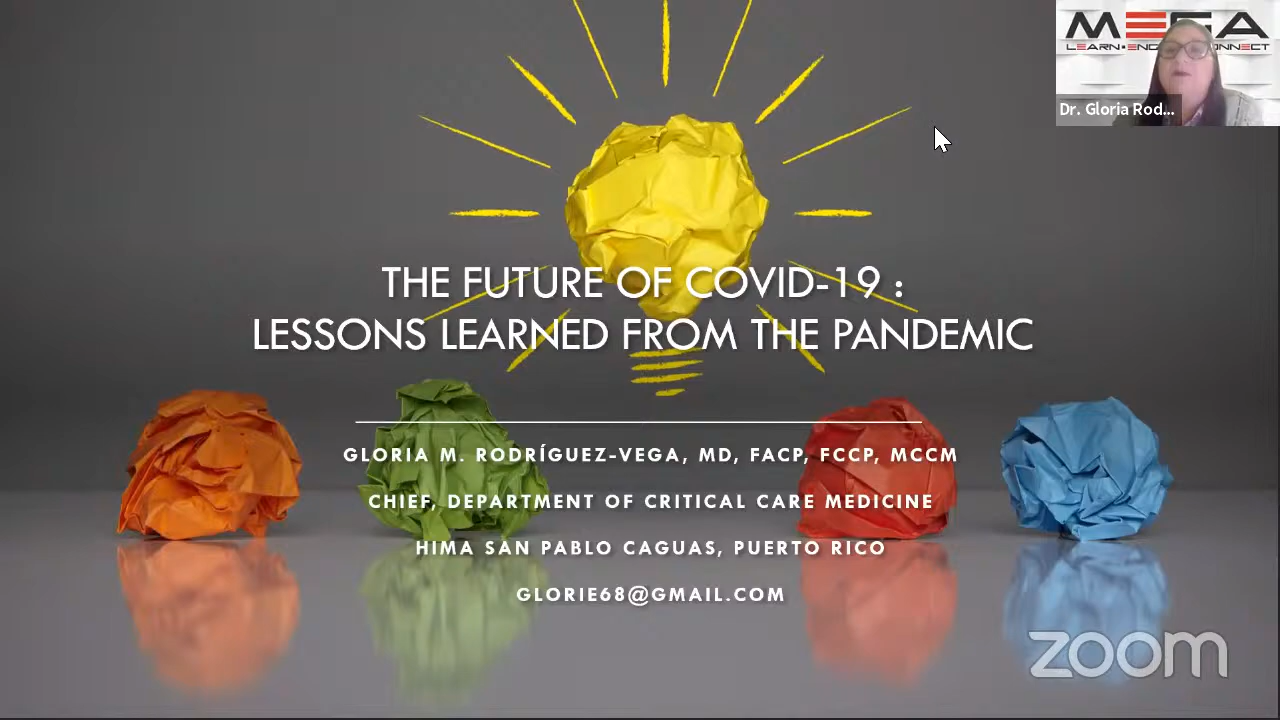 MEGA
Dr. Gloria Rod...
THE FUTURE OF COVID-19 :
LESSONS LEARNED FROM THE PANDEMIC
GLORIA M. RODRÍGUEZ-VEGA, MD, FACP, FCCP, MCCM
CHIEF, DEPARTMENT OF CRITICAL CARE MEDICINE
HIMA SAN PABLO CAGUAS, PUERTO RICO
GLORIE68@GMAIL.COM
zoom